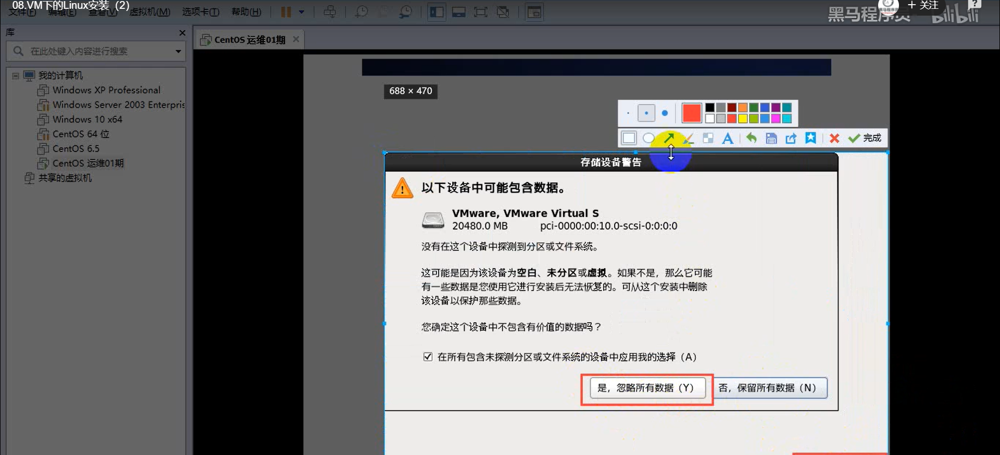 08.VM下的Linux安装（2）
文件(F) 编辑(E) 查看(V) 虚拟机(M) 选项卡(T) 帮助(H)
+ 关注
黑马程序员 bilibili
库
CentOS 运维01期
在此处键入内容进行搜索
我的计算机
Windows XP Professional
Windows Server 2003 Enterpris
Windows 10 x64
CentOS 64 位
CentOS 6.5
CentOS 运维01期
共享的虚拟机
688 × 470
完成
存储设备警告
以下设备中可能包含数据。
VMware, VMware Virtual S
20480.0 MB pci-0000:00:10.0-scsi-0:0:0:0
没有在这个设备中探测到分区或文件系统。
这可能是因为该设备为空白、未分区或虚拟。如果不是，那么它可能
有一些数据是您使用它进行安装后无法恢复的。可从这个安装中删除
该设备以保护那些数据。
您确定这个设备中不包含有价值的数据吗？
在所有包含未探测分区或文件系统的设备中应用我的选择（A）
是，忽略所有数据（Y） 否，保留所有数据（N）